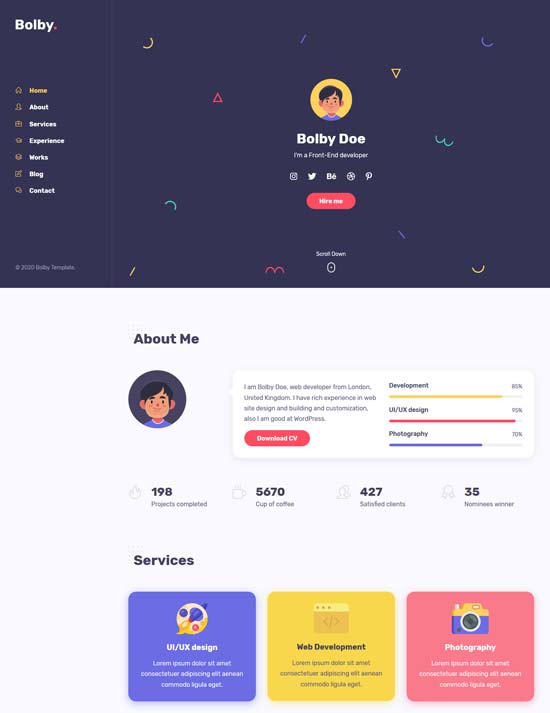 Bolby.
Home
About
Services
Experience
Works
Blog
Contact
© 2020 Bolby Template.
Bolby Doe
I'm a Front-End developer
Bē
Hire me
Scroll Down
About Me
I am Bolby Doe, web developer from London,
United Kingdom. I have rich experience in web
site design and building and customization,
also I am good at WordPress.
Download CV
Development 85%
UI/UX design 95%
Photography 70%
198
Projects completed
5670
Cup of coffee
427
Satisfied clients
35
Nominees winner
Services
UI/UX design
Lorem ipsum dolor sit amet
consectetuer adipiscing elit aenean
commodo ligula eget.
Web Development
Lorem ipsum dolor sit amet
consectetuer adipiscing elit aenean
commodo ligula eget.
Photography
Lorem ipsum dolor sit amet
consectetuer adipiscing elit aenean
commodo ligula eget.